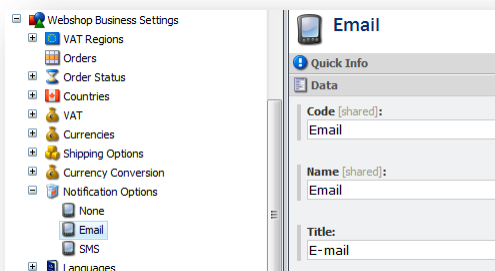 Webshop Business Settings
VAT Regions
Orders
Order Status
Countries
VAT
Currencies
Shipping Options
Currency Conversion
Notification Options
None
Email
SMS
Languages
Email
Quick Info
Data
Code [shared]:
Email
Name [shared]:
Email
Title:
E-mail